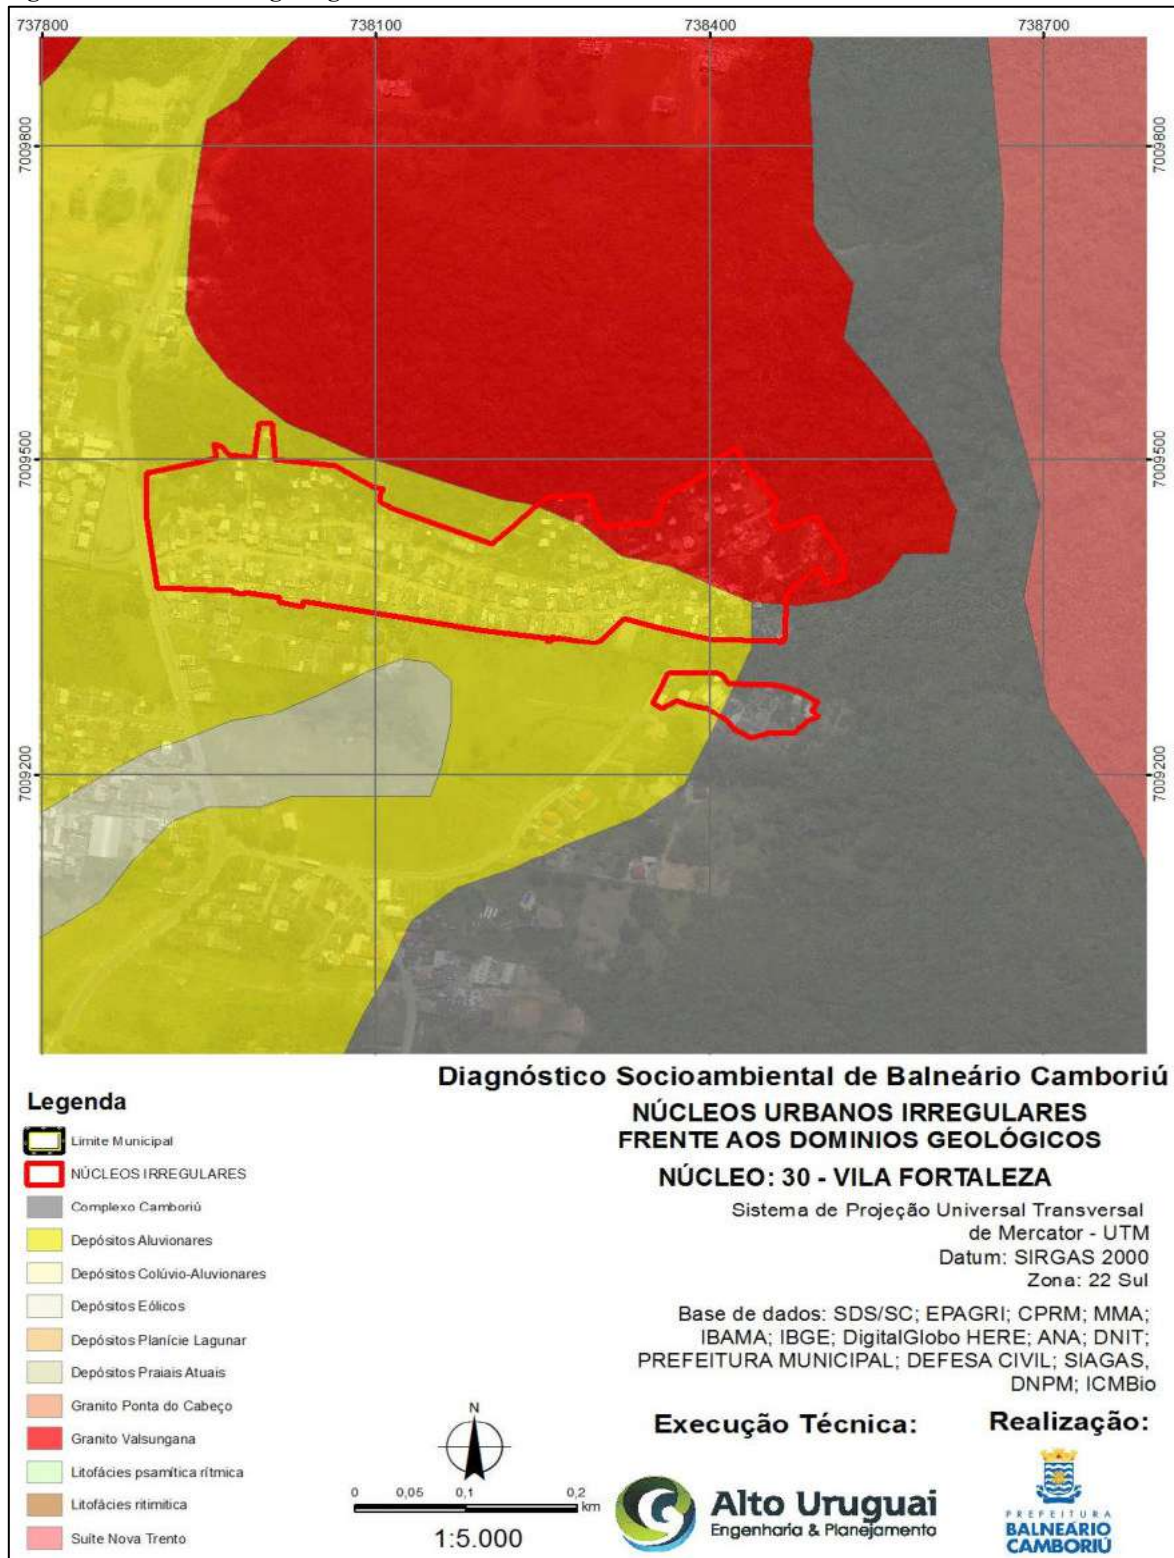 737800
738100
738400
738700
7009800
7009800
7009500
7009500
7009200
7009200
Diagnóstico Socioambiental de Balneário Camboriú
NÚCLEOS URBANOS IRREGULARES
FRENTE AOS DOMINIOS GEOLÓGICOS
NÚCLEO: 30 - VILA FORTALEZA
Sistema de Projeção Universal Transversal
de Mercator - UTM
Datum: SIRGAS 2000
Zona: 22 Sul
Base de dados: SDS/SC; EPAGRI; CPRM; MMA;
IBAMA; IBGE; DigitalGlobo HERE; ANA; DNIT;
PREFEITURA MUNICIPAL; DEFESA CIVIL; SIAGAS,
DNPM; ICMBio
Legenda
Limite Municipal
NÚCLEOS IRREGULARES
Complexo Camboriú
Depósitos Aluvionares
Depósitos Colúvio-Aluvionares
Depósitos Eólicos
Depósitos Planície Lagunar
Depósitos Praiais Atuais
Granito Ponta do Cabeço
Granito Valsungana
Litofácies psamítica rítmica
Litofácies ritimitica
Suíte Nova Trento
N
0 0,05 0,1 0,2
km
1:5.000
Execução Técnica:
Alto Uruguai
Engenharia & Planejamento
Realização:
PREFEITURA
BALNEÁRIO
CAMBORIÚ